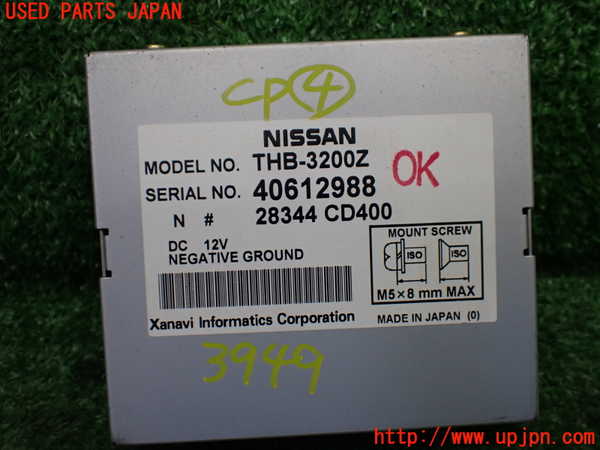 USED PARTS JAPAN
CP④
NISSAN
MODEL NO. THB-3200Z
OK
SERIAL NO. 40612988
N # 28344 CD400
DC 12V
NEGATIVE GROUND
MOUNT SCREW
ISO ISO
M5×8 mm MAX
Xanavi Informatics Corporation
MADE IN JAPAN (0)
3949
http://www.upjpn.com/